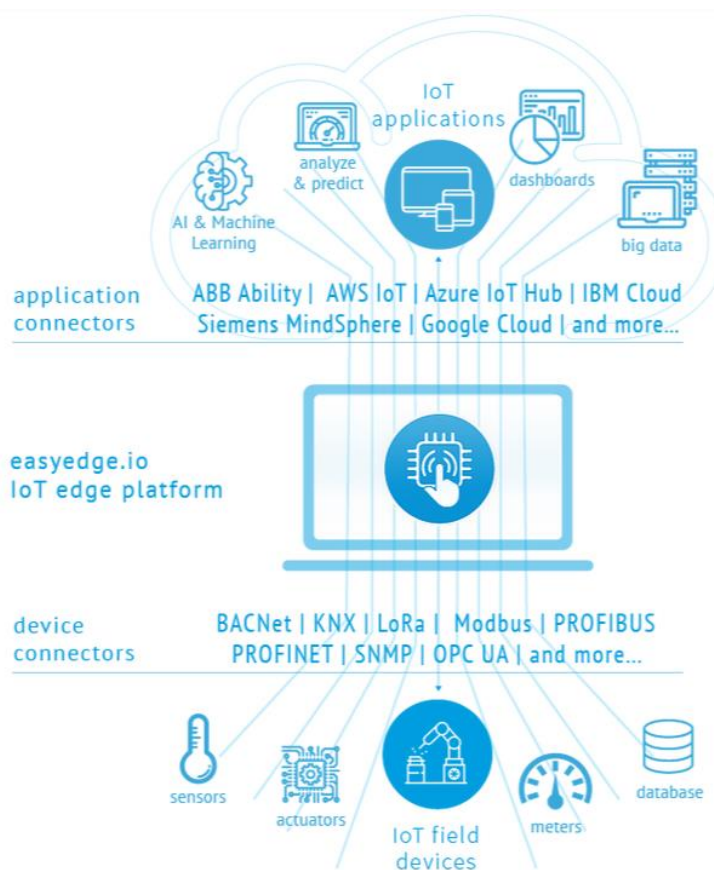 IoT
applications
analyze
& predict
dashboards
AI & Machine
Learning
big data
application
connectors
ABB Ability | AWS IoT | Azure IoT Hub | IBM Cloud
Siemens MindSphere | Google Cloud | and more...
easyedge.io
IoT edge platform
device
connectors
BACNet | KNX | LoRa | Modbus | PROFIBUS
PROFINET | SNMP | OPC UA | and more...
sensors
actuators
IoT field
devices
meters
database